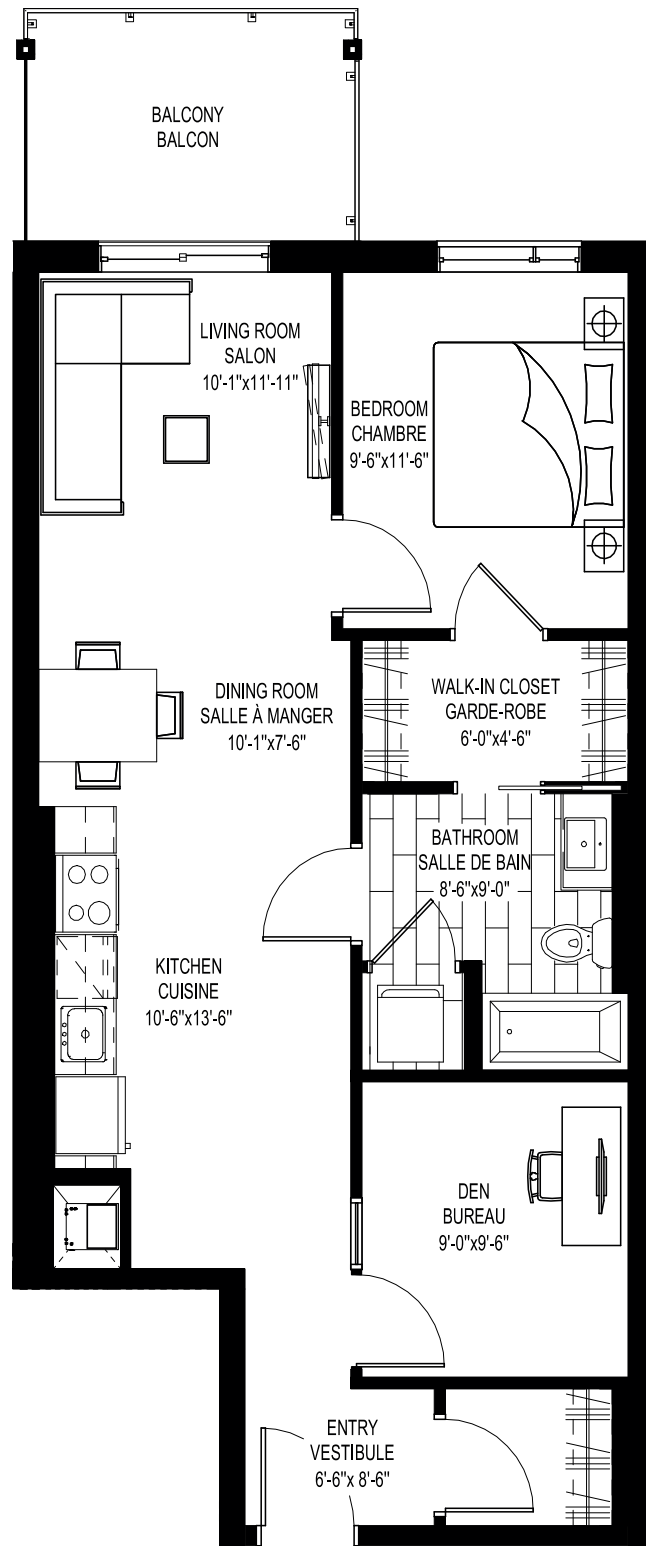 BALCONY
BALCON
LIVING ROOM
SALON
10'-1"x11'-11"
BEDROOM
CHAMBRE
9'-6"x11'-6"
DINING ROOM
SALLE À MANGER
10'-1"x7'-6"
WALK-IN CLOSET
GARDE-ROBE
6'-0"x4'-6"
BATHROOM
SALLE DE BAIN
8'-6"x9'-0"
KITCHEN
CUISINE
10'-6"x13'-6"
DEN
BUREAU
9'-0"x9'-6"
ENTRY
VESTIBULE
6'-6"x 8'-6"